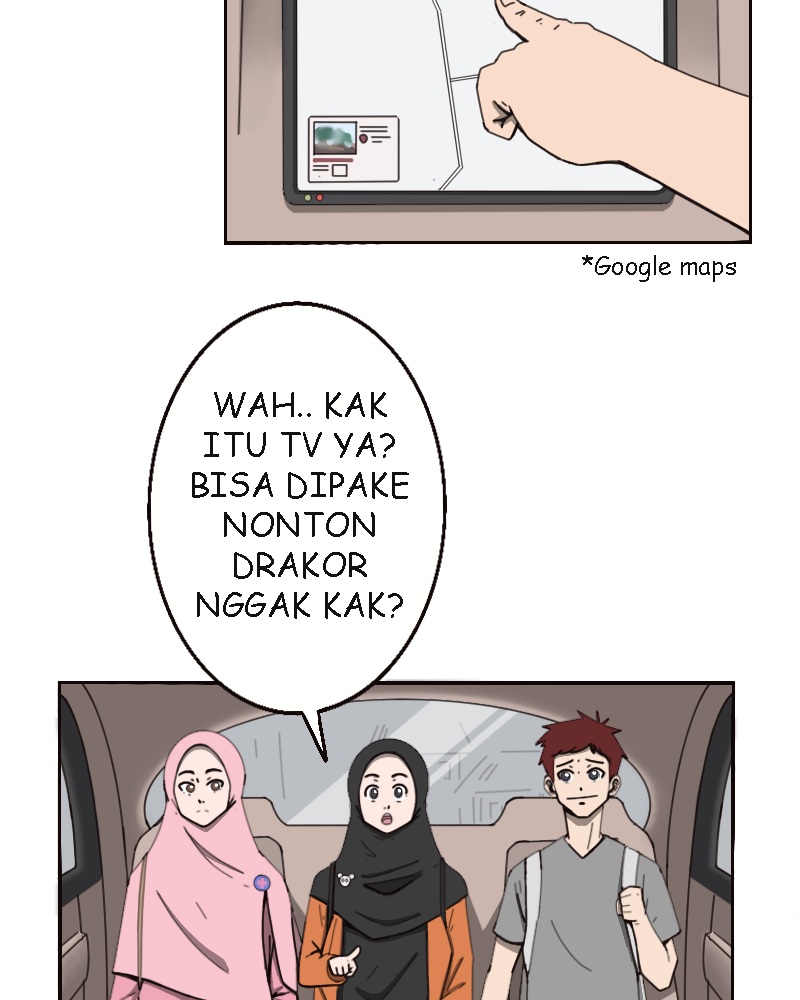 *Google maps
WAH.. KAK
ITU TV YA?
BISA DIPAKE
NONTON
DRAKOR
NGGAK KAK?